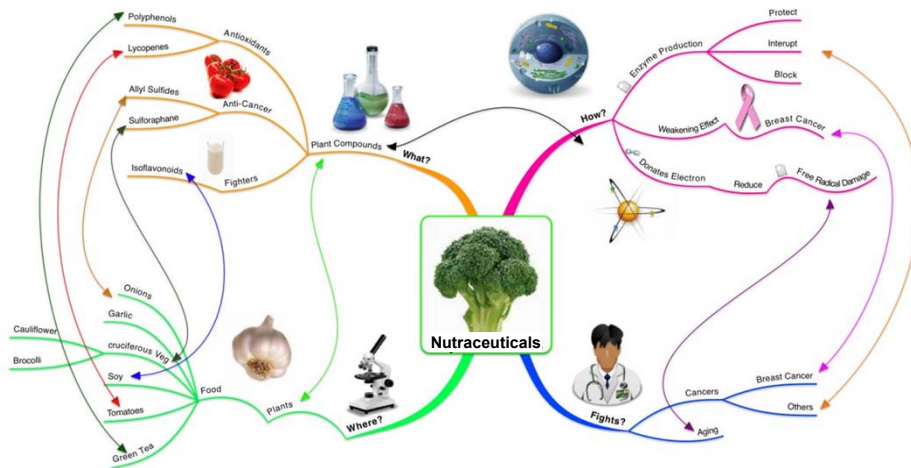 Polyphenols
Antioxidants
Lycopenes
Allyl Sulfides
Anti-Cancer
Sulforaphane
Isoflavonoids
Fighters
Plant Compounds
What?
How?
Enzyme Production
Protect
Interupt
Block
Weakening Effect
Breast Cancer
Donates Electron
Reduce
Free Radical Damage
Nutraceuticals
Onions
Garlic
Cauliflower
cruciferous Veg
Brocolli
Soy
Food
Tomatoes
Green Tea
Plants
Where?
Fights?
Cancers
Breast Cancer
Others
Aging